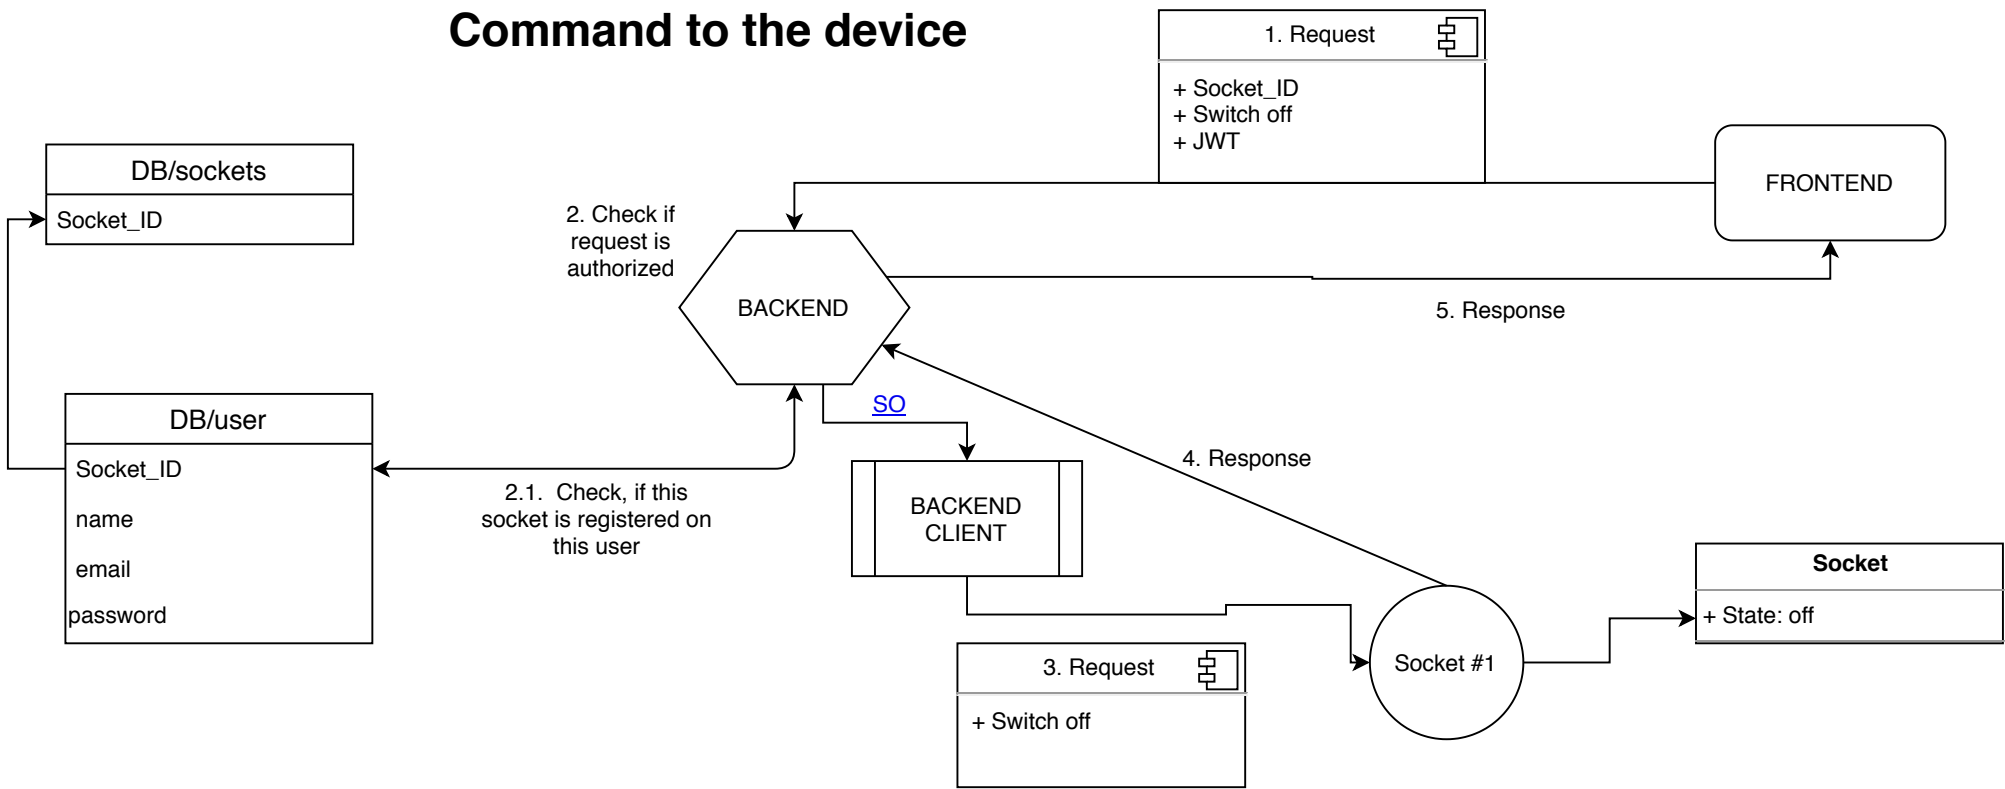 Command to the device
1. Request
+ Socket_ID
+ Switch off
+ JWT
FRONTEND
DB/sockets
Socket_ID
2. Check if
request is
authorized
BACKEND
5. Response
SO
DB/user
Socket_ID
name
email
password
2.1.  Check, if this
socket is registered on
this user
4. Response
BACKEND
CLIENT
Socket
+ State: off
Socket #1
3. Request
+ Switch off